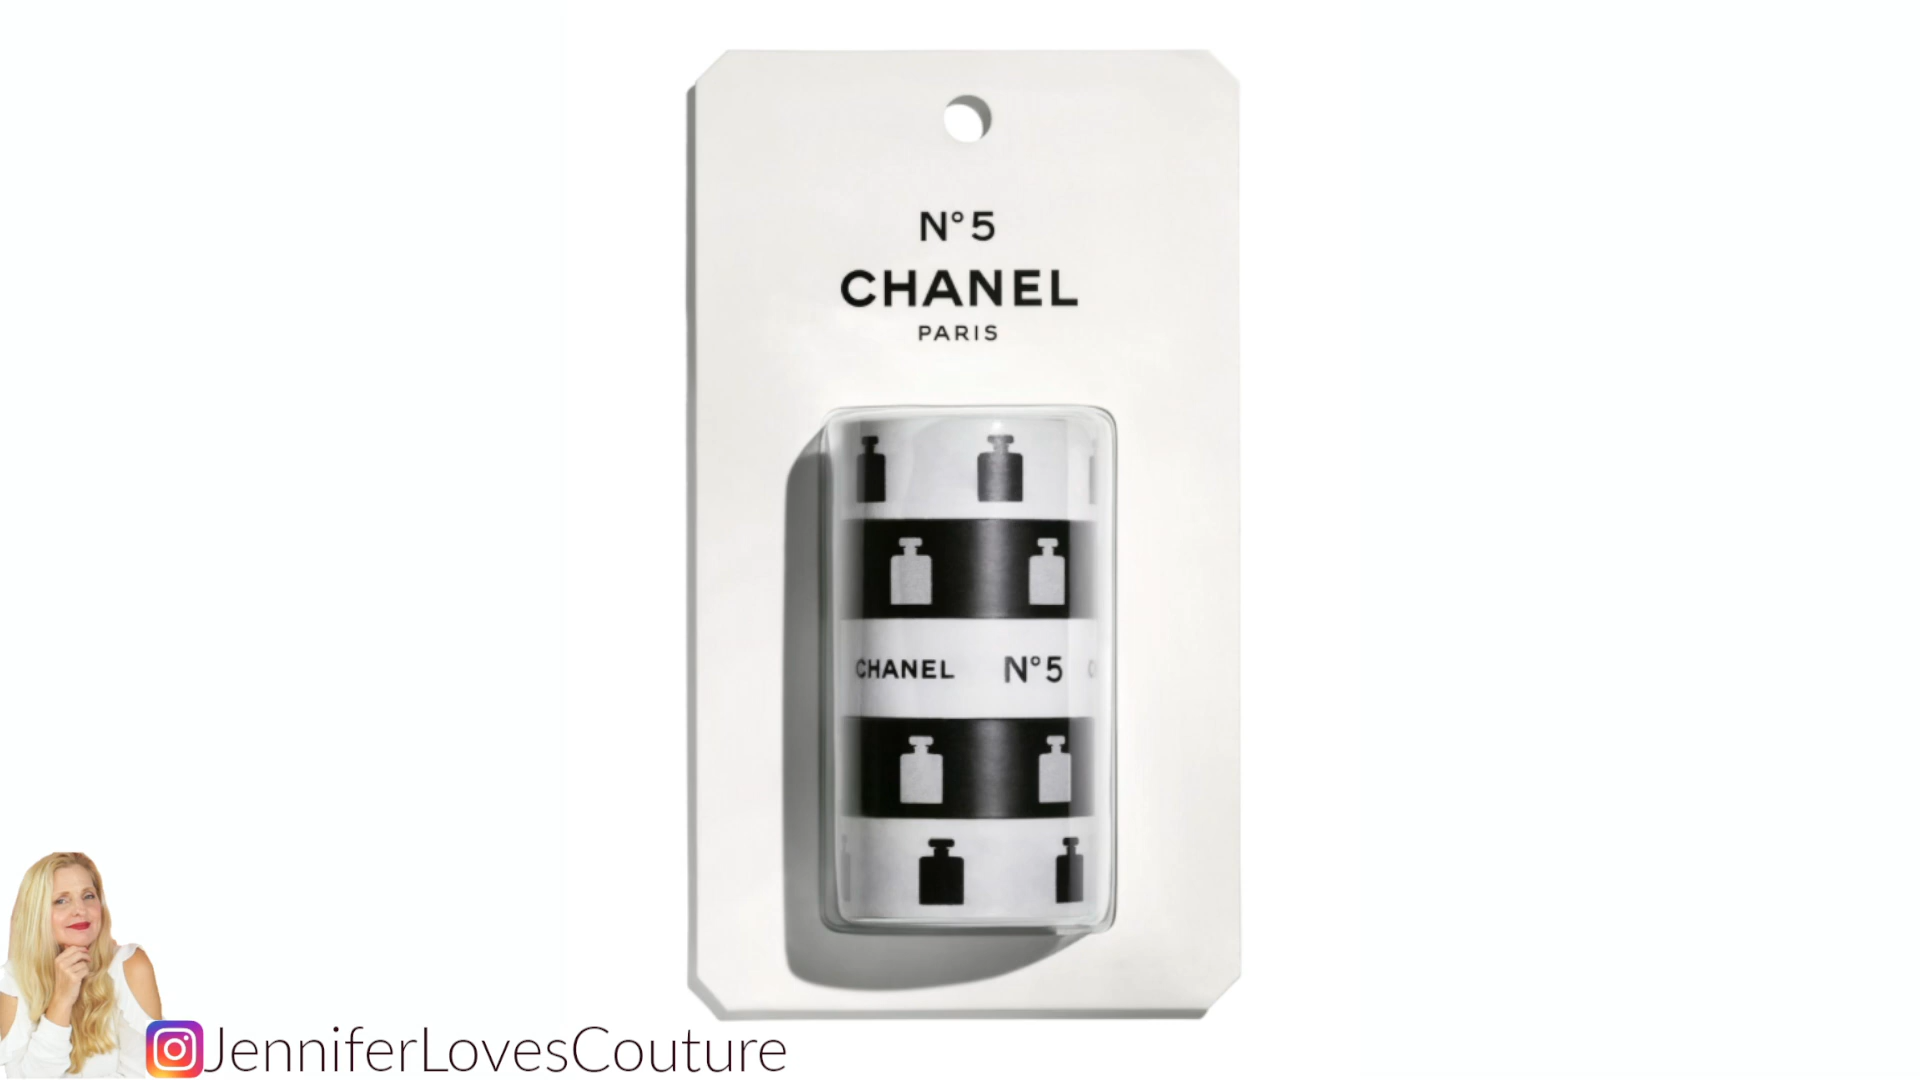 N°5
CHANEL
PARIS
CHANEL N°5
JenniferLovesCouture